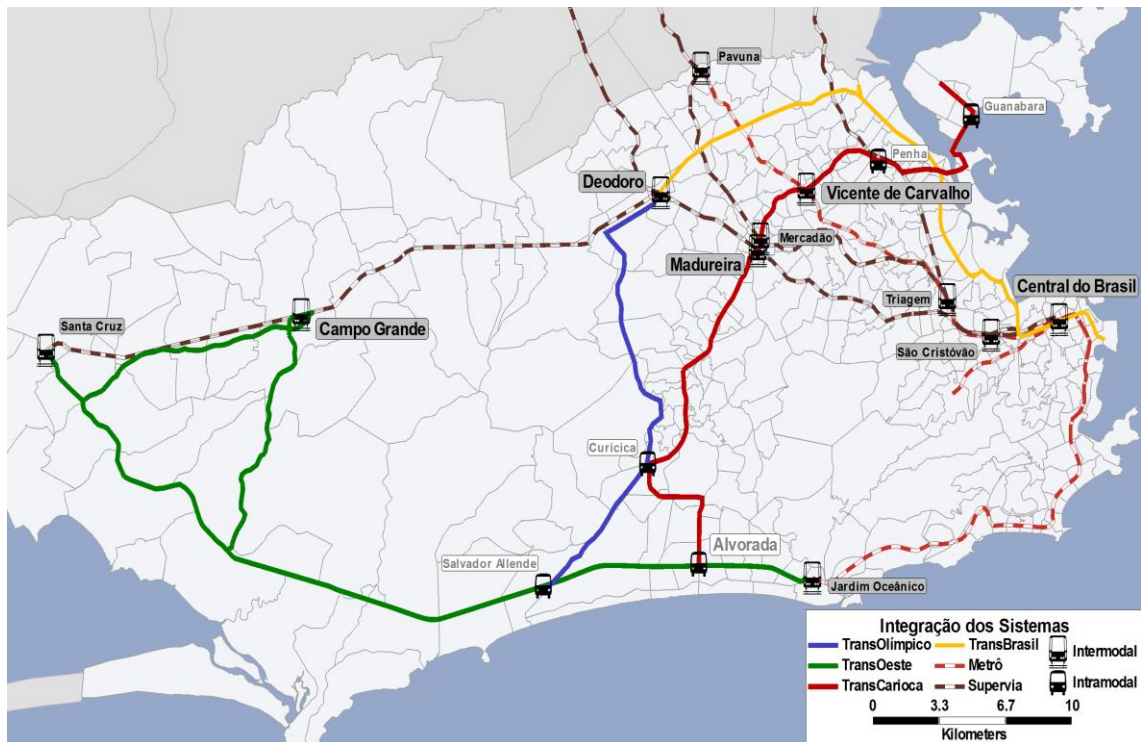 Pavuna
Guanabara
Penha
Deodoro
Vicente de Carvalho
Mercadão
Madureira
Triagem
Central do Brasil
Santa Cruz
Campo Grande
São Cristóvão
Curicica
Alvorada
Salvador Allende
Jardim Oceânico
Integração dos Sistemas
TransOlímpico TransBrasil Intermodal
TransOeste Metrô
TransCarioca Supervia Intramodal
0 3.3 6.7 10
Kilometers